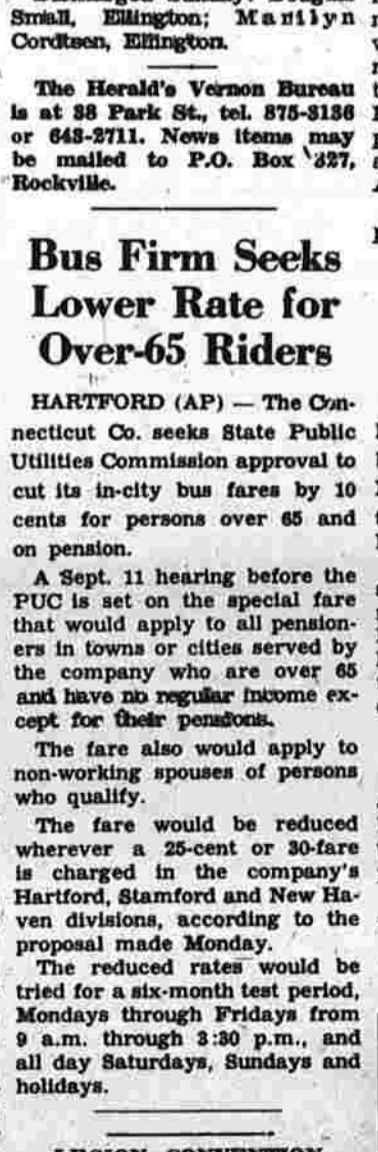 Small, Ellington; Marilyn
Cordtsen, Ellington.
The Herald's Vernon Bureau
is at 38 Park St., tel. 875-3136
or 643-2711. News items may
be mailed to P.O. Box 327,
Rockville.
Bus Firm Seeks
Lower Rate for
Over-65 Riders
HARTFORD (AP) — The Con-
necticut Co. seeks State Public
Utilities Commission approval to
cut its in-city bus fares by 10
cents for persons over 65 and
on pension.
A Sept. 11 hearing before the
PUC is set on the special fare
that would apply to all pension-
ers in towns or cities served by
the company who are over 65
and have no regular income ex-
cept for their pensions.
The fare also would apply to
non-working spouses of persons
who qualify.
The fare would be reduced
wherever a 25-cent or 30-fare
is charged in the company's
Hartford, Stamford and New Ha-
ven divisions, according to the
proposal made Monday.
The reduced rates would be
tried for a six-month test period,
Mondays through Fridays from
9 a.m. through 3:30 p.m., and
all day Saturdays, Sundays and
holidays.
LEGION CONVENTION